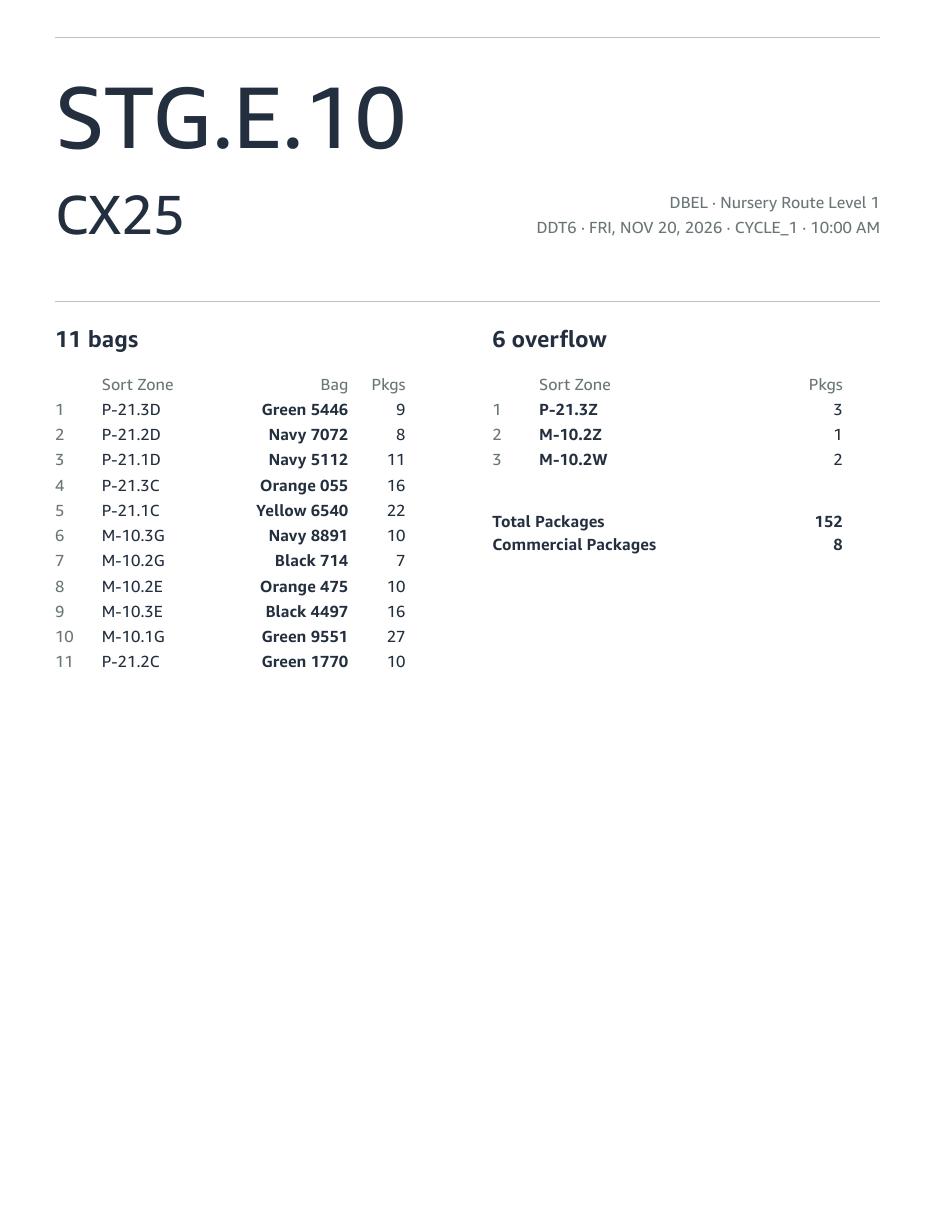 STG.E.10
CX25
DBEL · Nursery Route Level 1
DDT6 · FRI, NOV 20, 2026 · CYCLE_1 · 10:00 AM
11 bags
Sort Zone Bag Pkgs
1 P-21.3D Green 5446 9
2 P-21.2D Navy 7072 8
3 P-21.1D Navy 5112 11
4 P-21.3C Orange 055 16
5 P-21.1C Yellow 6540 22
6 M-10.3G Navy 8891 10
7 M-10.2G Black 714 7
8 M-10.2E Orange 475 10
9 M-10.3E Black 4497 16
10 M-10.1G Green 9551 27
11 P-21.2C Green 1770 10
6 overflow
Sort Zone Pkgs
1 P-21.3Z 3
2 M-10.2Z 1
3 M-10.2W 2
Total Packages 152
Commercial Packages 8